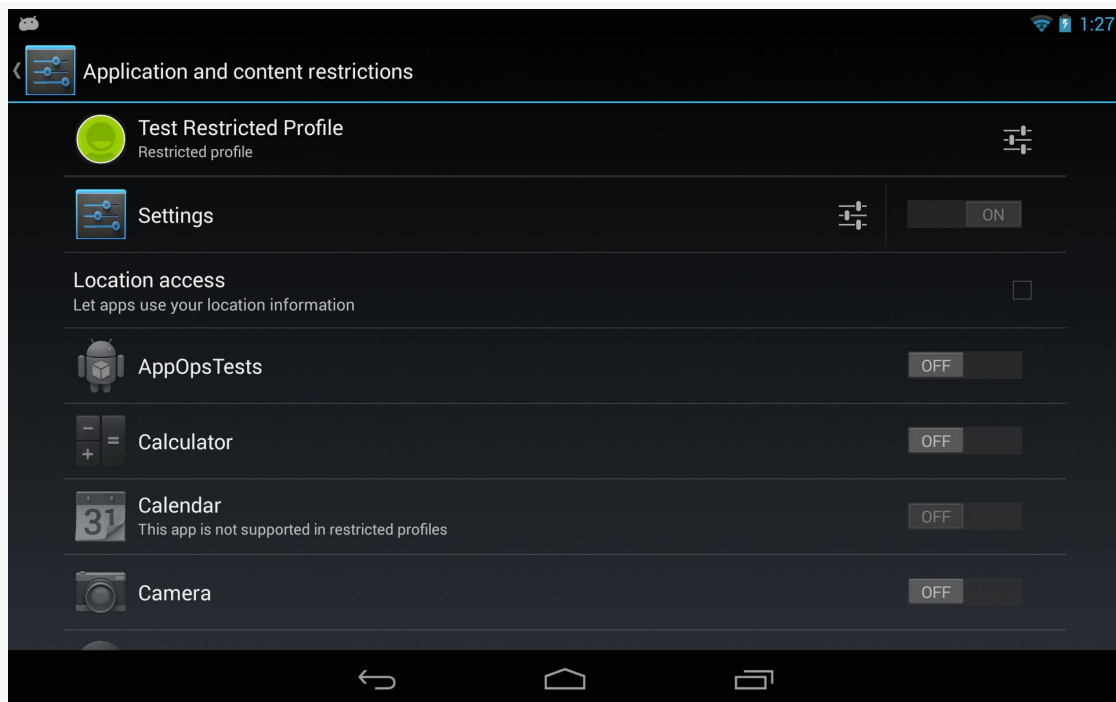 1:27
Application and content restrictions
Test Restricted Profile
Restricted profile
Settings
ON
Location access
Let apps use your location information
AppOpsTests
OFF
Calculator
OFF
31
Calendar
This app is not supported in restricted profiles
OFF
Camera
OFF